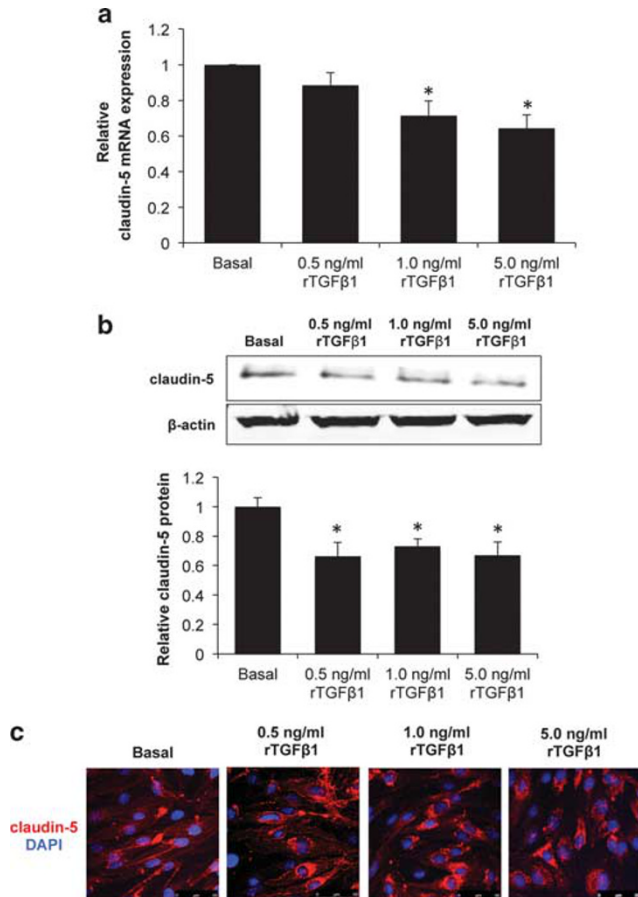 a
Relative
claudin-5 mRNA expression
1.2
1
0.8
0.6
0.4
0.2
0
*
*
Basal
0.5 ng/ml
rTGFβ1
1.0 ng/ml
rTGFβ1
5.0 ng/ml
rTGFβ1
b
Basal
0.5 ng/ml
rTGFβ1
1.0 ng/ml
rTGFβ1
5.0 ng/ml
rTGFβ1
claudin-5
β-actin
Relative claudin-5 protein
1.2
1
0.8
0.6
0.4
0.2
0
*
*
*
Basal
0.5 ng/ml
rTGFβ1
1.0 ng/ml
rTGFβ1
5.0 ng/ml
rTGFβ1
c
Basal
0.5 ng/ml
rTGFβ1
1.0 ng/ml
rTGFβ1
5.0 ng/ml
rTGFβ1
claudin-5
DAPI